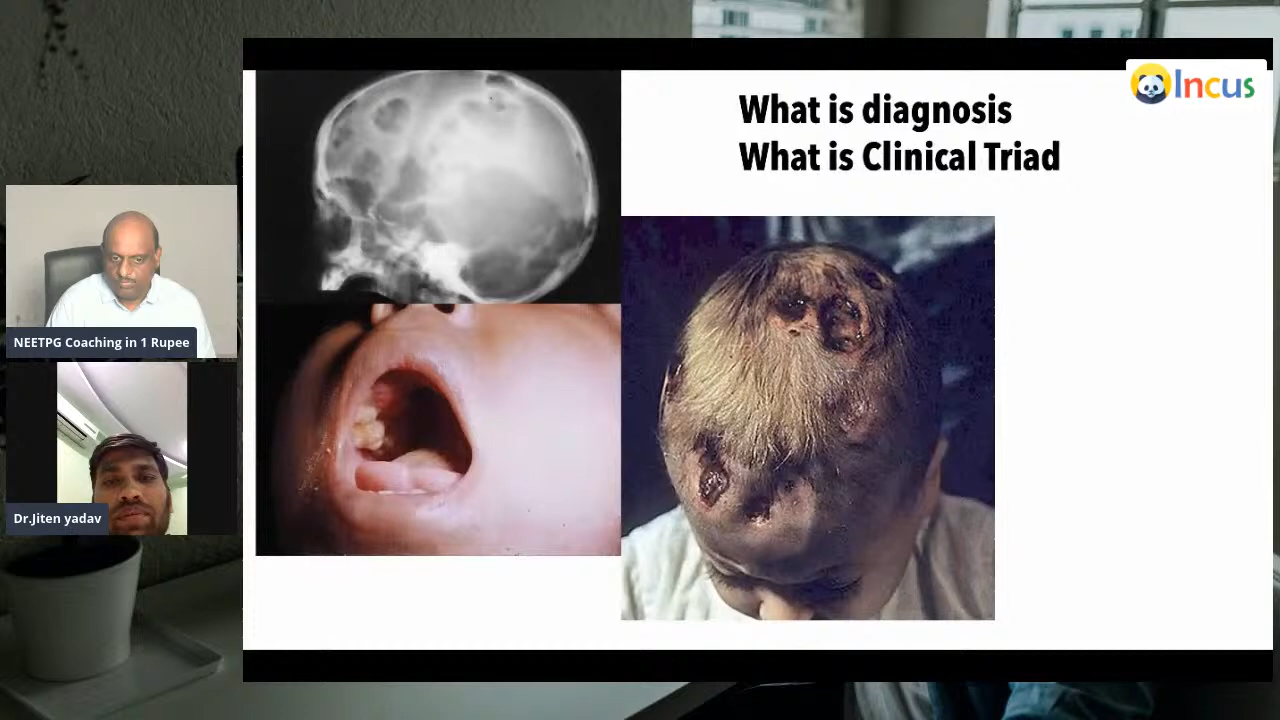 What is diagnosis
What is Clinical Triad
Incus
NEETPG Coaching in 1 Rupee
Dr.Jiten yadav